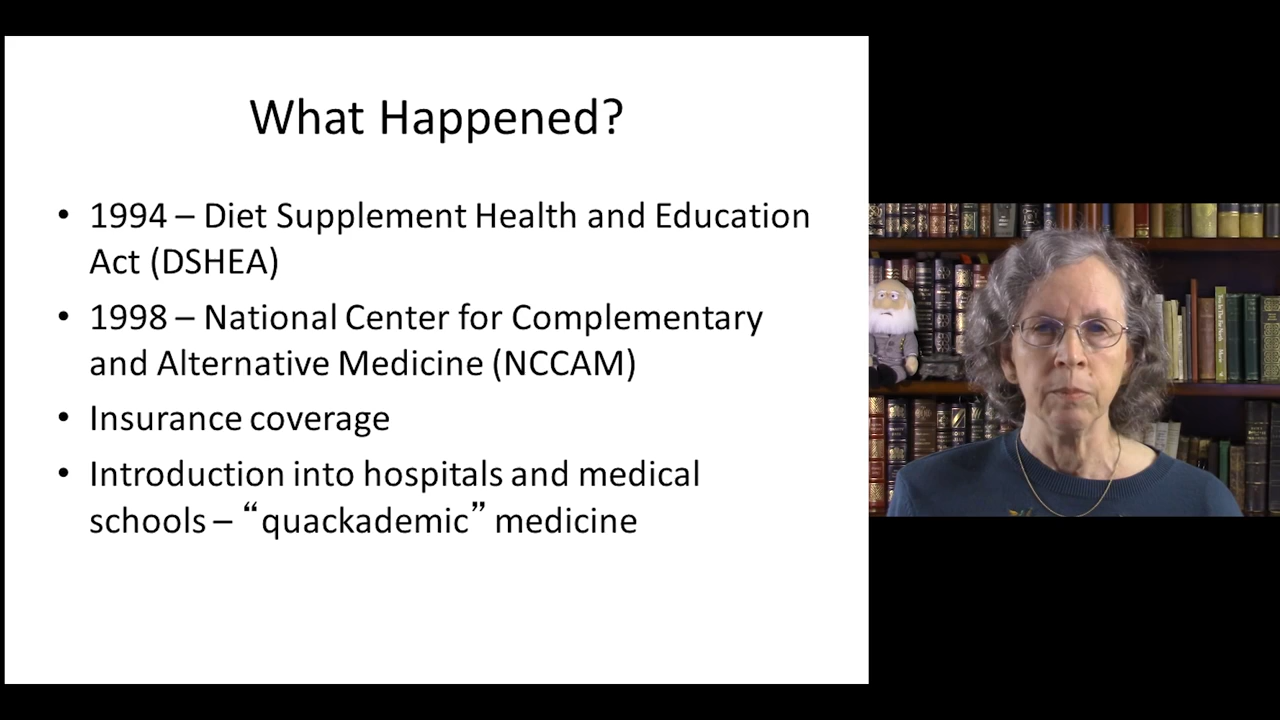 What Happened?
• 1994 – Diet Supplement Health and Education
Act (DSHEA)
• 1998 – National Center for Complementary
and Alternative Medicine (NCCAM)
• Insurance coverage
• Introduction into hospitals and medical
schools – “quackademic” medicine